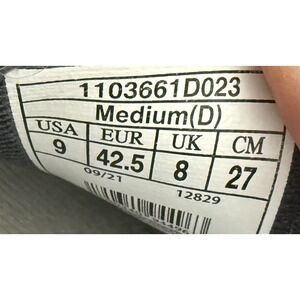 1103661D023
Medium(D)
USA EUR UK CM
9 42.5 8 27
09/21 12829